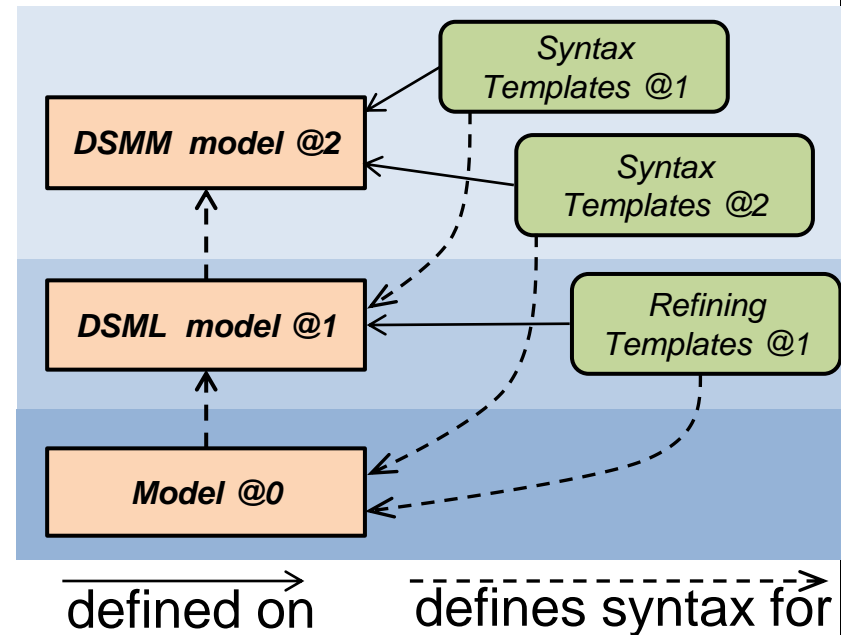 Syntax
Templates @1
DSMM model @2
Syntax
Templates @2
DSML model @1
Refining
Templates @1
Model @0
defined on
defines syntax for